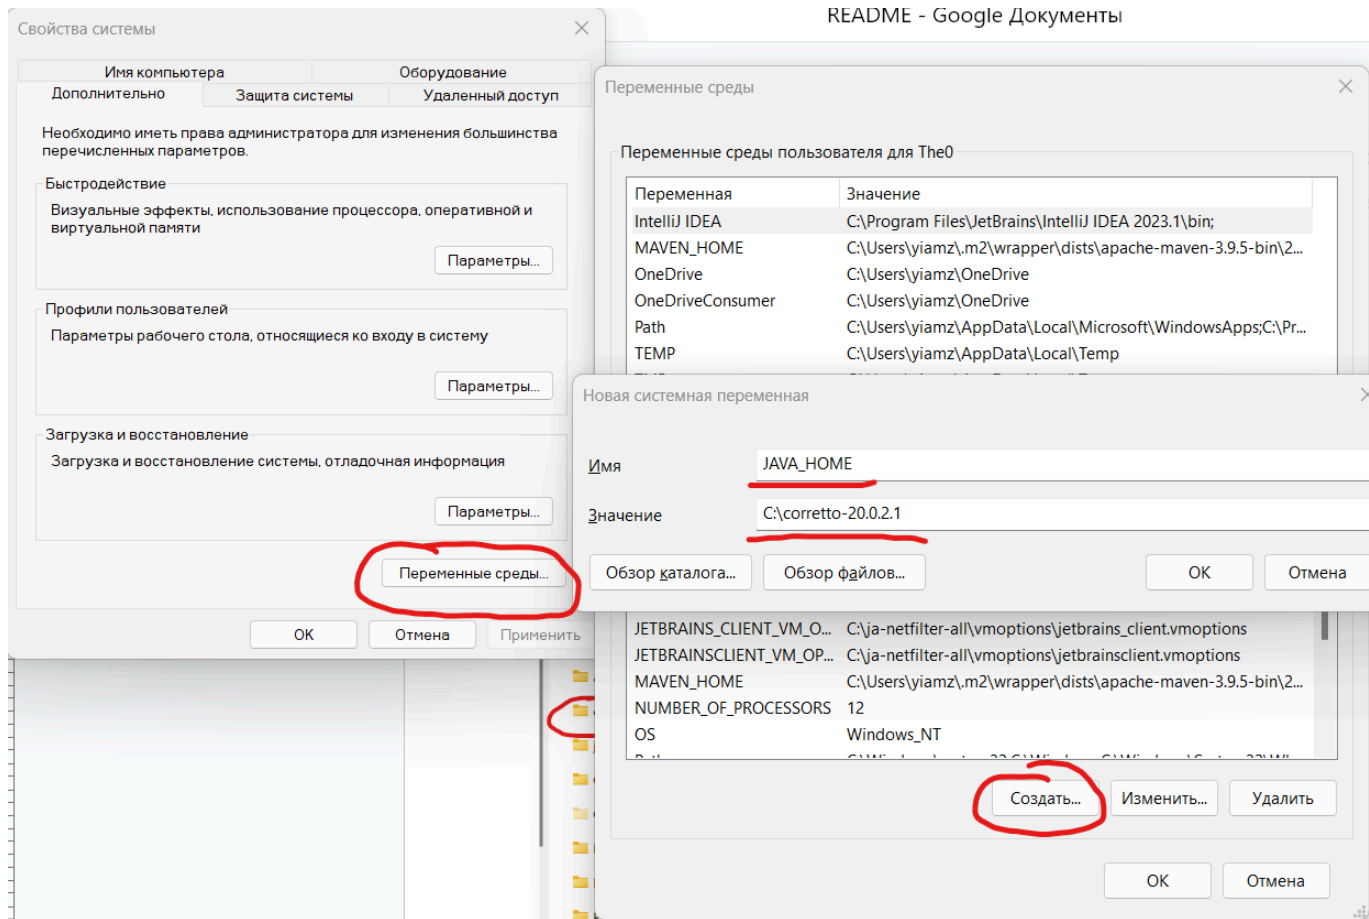 README - Google Документы
Свойства системы
Имя компьютера
Оборудование
Дополнительно
Защита системы
Удаленный доступ
Необходимо иметь права администратора для изменения большинства
перечисленных параметров.
Быстродействие
Визуальные эффекты, использование процессора, оперативной и
виртуальной памяти
Параметры...
Профили пользователей
Параметры рабочего стола, относящиеся ко входу в систему
Параметры...
Загрузка и восстановление
Загрузка и восстановление системы, отладочная информация
Параметры...
Переменные среды...
ОК
Отмена
Применить
Переменные среды
Переменные среды пользователя для The0
Переменная Значение
IntelliJ IDEA C:\Program Files\JetBrains\IntelliJ IDEA 2023.1\bin;
MAVEN_HOME C:\Users\yiamz\.m2\wrapper\dists\apache-maven-3.9.5-bin\2...
OneDrive C:\Users\yiamz\OneDrive
OneDriveConsumer C:\Users\yiamz\OneDrive
Path C:\Users\yiamz\AppData\Local\Microsoft\WindowsApps;C:\Pr...
TEMP C:\Users\yiamz\AppData\Local\Temp
Новая системная переменная
Имя JAVA_HOME
Значение C:\corretto-20.0.2.1
Обзор каталога...
Обзор файлов...
ОК
Отмена
JETBRAINS_CLIENT_VM_O... C:\ja-netfilter-all\vmoptions\jetbrains_client.vmoptions
JETBRAINSCLIENT_VM_OP... C:\ja-netfilter-all\vmoptions\jetbrainsclient.vmoptions
MAVEN_HOME C:\Users\yiamz\.m2\wrapper\dists\apache-maven-3.9.5-bin\2...
NUMBER_OF_PROCESSORS 12
OS Windows_NT
Создать...
Изменить...
Удалить
ОК
Отмена